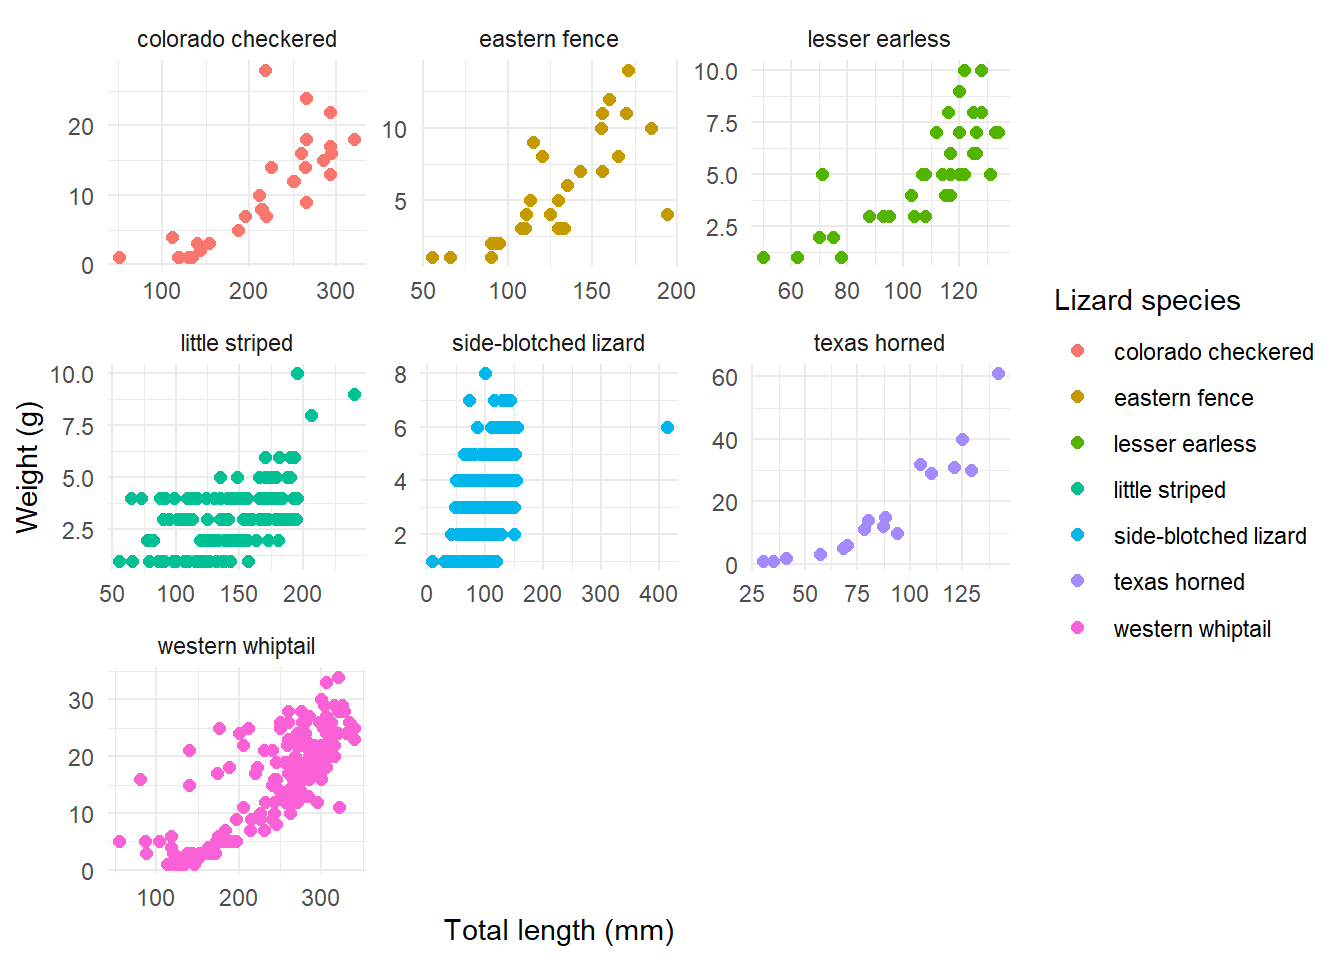 colorado checkered
eastern fence
lesser earless
20
10
0
100 200 300
10
5
50 100 150 200
10.0
7.5
5.0
2.5
60 80 100 120
little striped
side-blotched lizard
texas horned
10.0
7.5
5.0
2.5
50 100 150 200
8
6
4
2
0 100 200 300 400
60
40
20
0
25 50 75 100 125
western whiptail
30
20
10
0
100 200 300
Total length (mm)
Weight (g)
Lizard species
colorado checkered
eastern fence
lesser earless
little striped
side-blotched lizard
texas horned
western whiptail